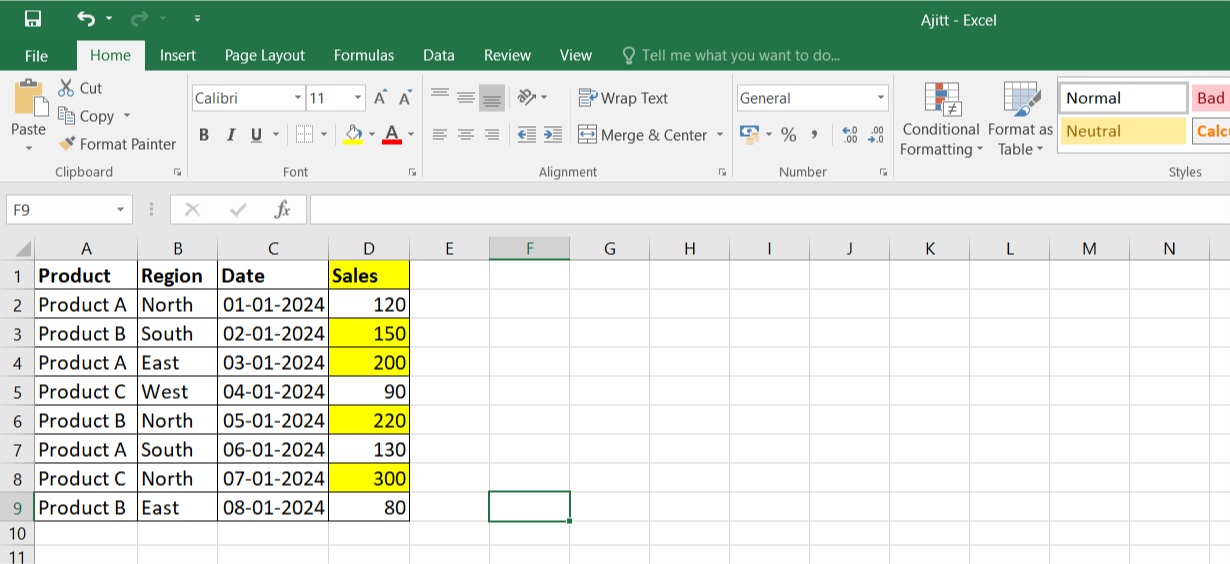 Ajitt - Excel
File Home Insert Page Layout Formulas Data Review View Tell me what you want to do...
Paste
Cut
Copy
Format Painter
Clipboard
Calibri 11 A A
B I U A
Font
Wrap Text
Merge & Center
Alignment
General
% , .0 .00 .00 .0
Number
Conditional Formatting
Format as Table
Normal Bad
Neutral Calc
Styles
F9 fx
A B C D E F G H I J K L M N
1 Product Region Date Sales
2 Product A North 01-01-2024 120
3 Product B South 02-01-2024 150
4 Product A East 03-01-2024 200
5 Product C West 04-01-2024 90
6 Product B North 05-01-2024 220
7 Product A South 06-01-2024 130
8 Product C North 07-01-2024 300
9 Product B East 08-01-2024 80
10
11